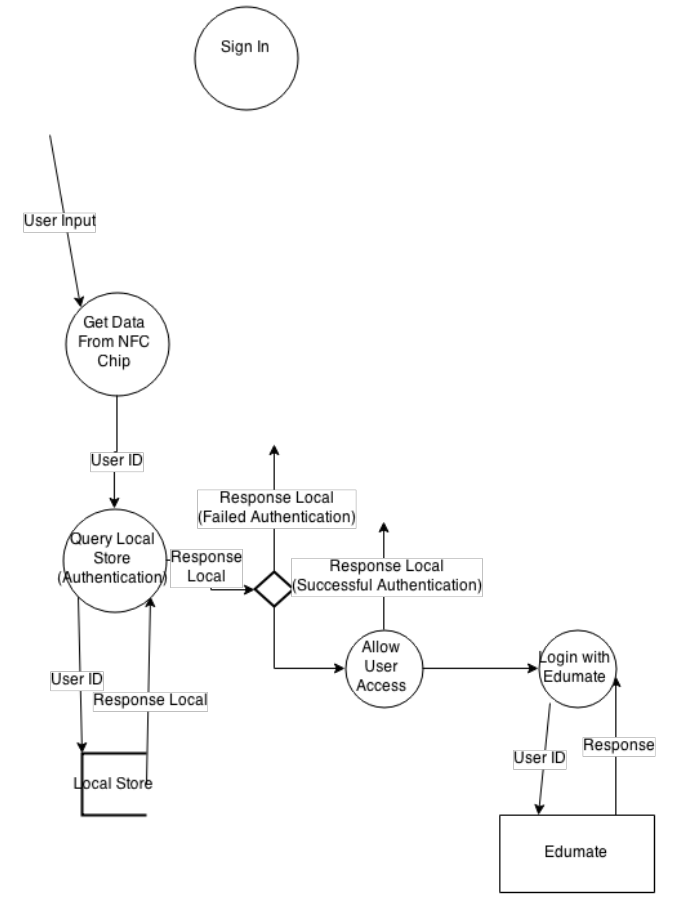 Sign In
User Input
Get Data
From NFC
Chip
User ID
Response Local
(Failed Authentication)
Query Local
Store
(Authentication)
Response
Local
Response Local
(Successful Authentication)
Allow
User
Access
Login with
Edumate
User ID
Response Local
Local Store
User ID
Response
Edumate